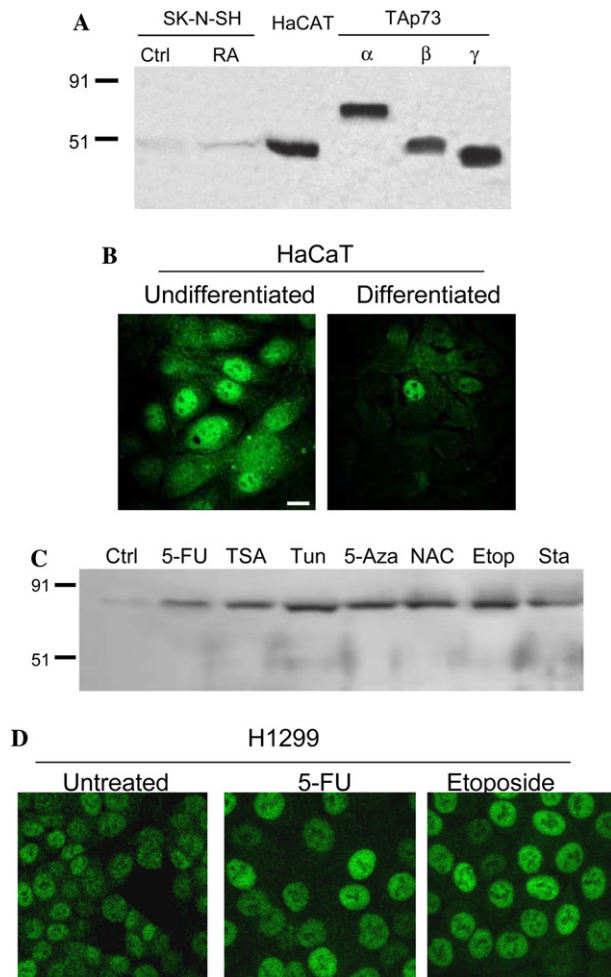 A
SK-N-SH HaCAT TAp73
Ctrl RA α β γ
91
51
B
HaCaT
Undifferentiated Differentiated
C
Ctrl 5-FU TSA Tun 5-Aza NAC Etop Sta
91
51
D
H1299
Untreated 5-FU Etoposide